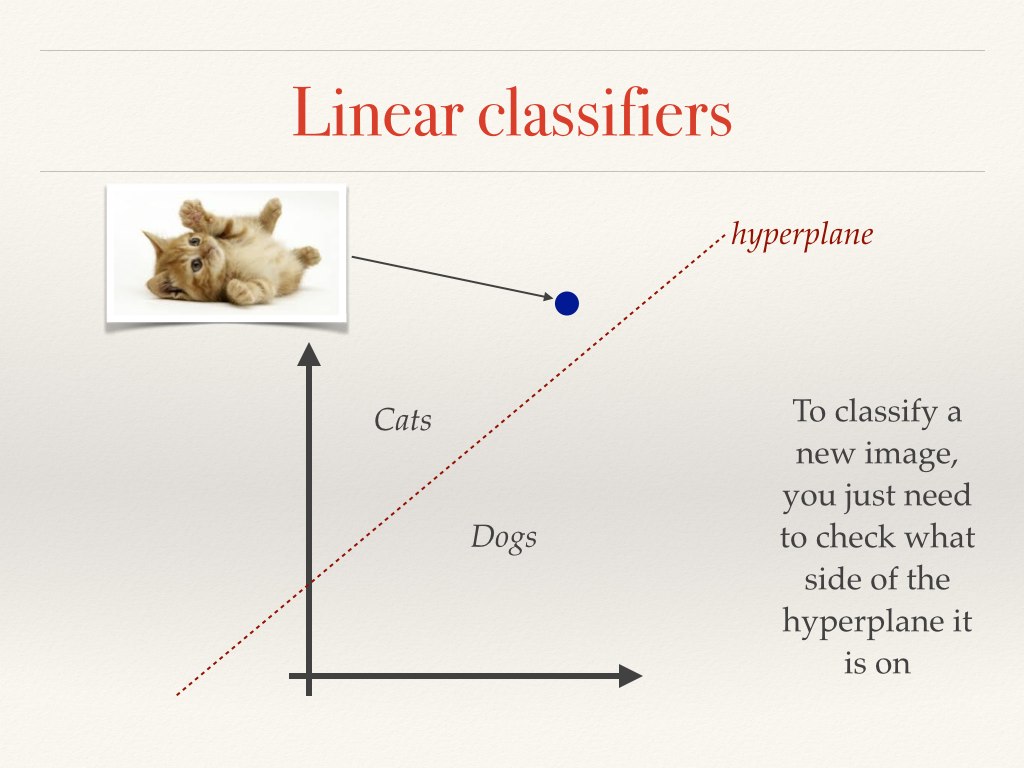 Linear classifiers
hyperplane
Cats
Dogs
To classify a
new image,
you just need
to check what
side of the
hyperplane it
is on